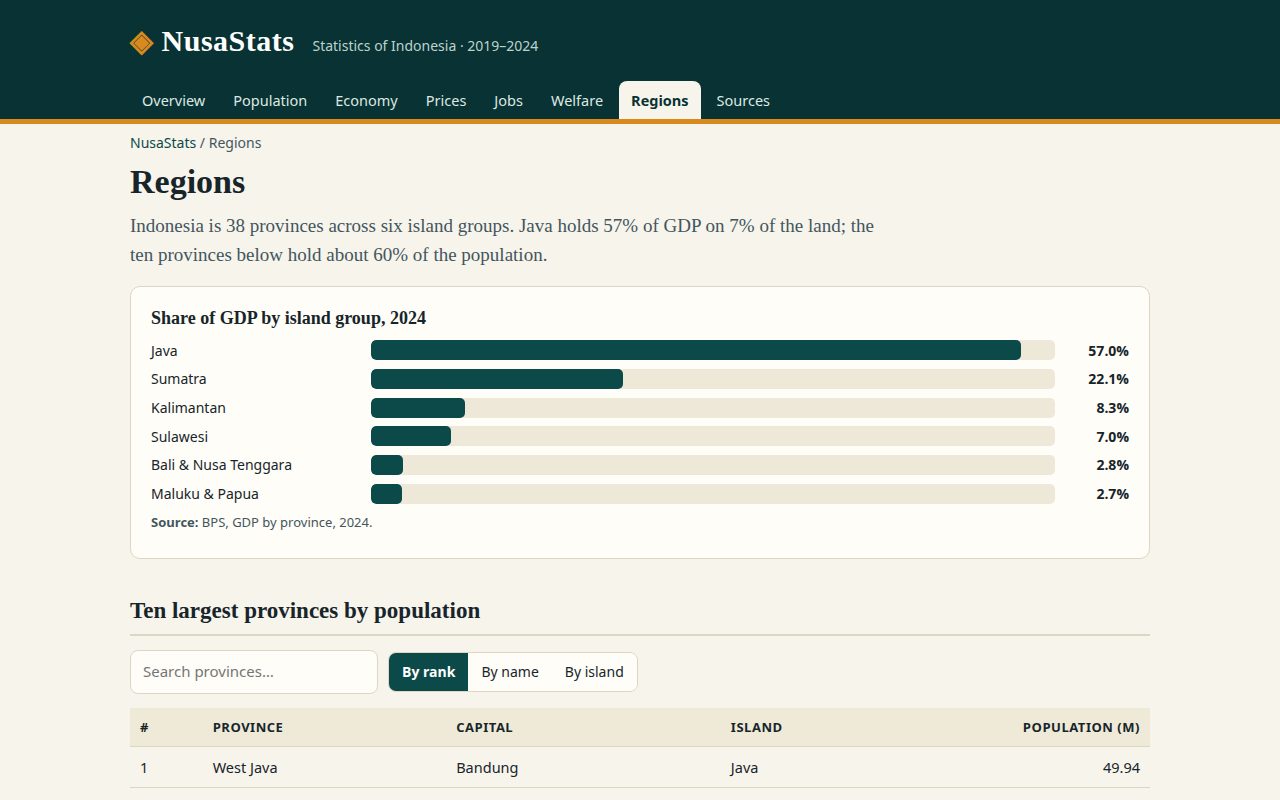 NusaStats Statistics of Indonesia · 2019–2024
Overview Population Economy Prices Jobs Welfare Regions Sources
NusaStats / Regions
Regions
Indonesia is 38 provinces across six island groups. Java holds 57% of GDP on 7% of the land; the
ten provinces below hold about 60% of the population.
Share of GDP by island group, 2024
Java 57.0%
Sumatra 22.1%
Kalimantan 8.3%
Sulawesi 7.0%
Bali & Nusa Tenggara 2.8%
Maluku & Papua 2.7%
Source: BPS, GDP by province, 2024.
Ten largest provinces by population
Search provinces… By rank By name By island
# PROVINCE CAPITAL ISLAND POPULATION (M)
1 West Java Bandung Java 49.94